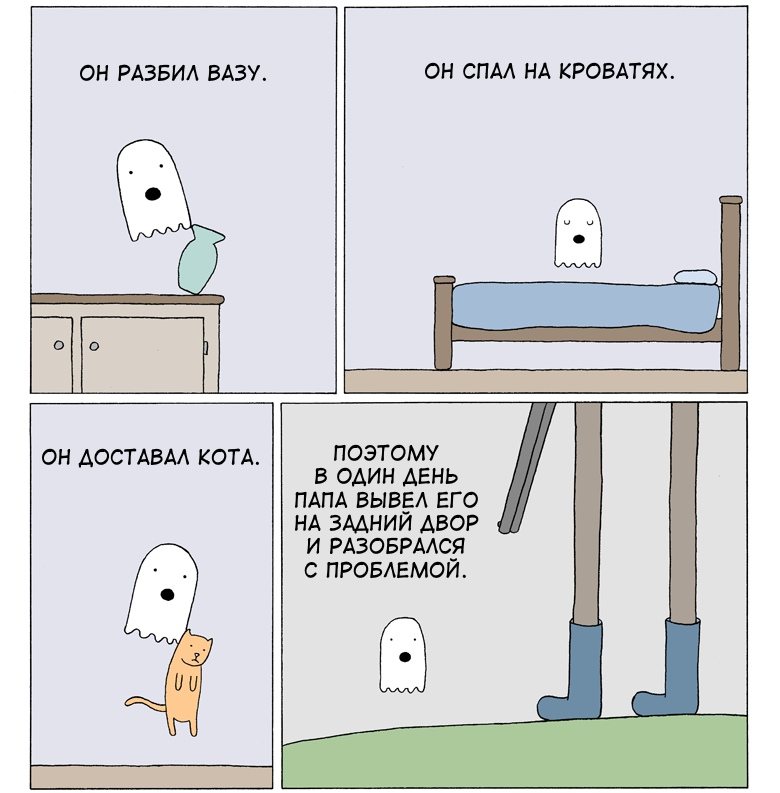 ОН РАЗБИЛ ВАЗУ.
ОН СПАЛ НА КРОВАТЯХ.
ОН ДОСТАВАЛ КОТА.
ПОЭТОМУ
В ОДИН ДЕНЬ
ПАПА ВЫВЕЛ ЕГО
НА ЗАДНИЙ ДВОР
И РАЗОБРАЛСЯ
С ПРОБЛЕМОЙ.